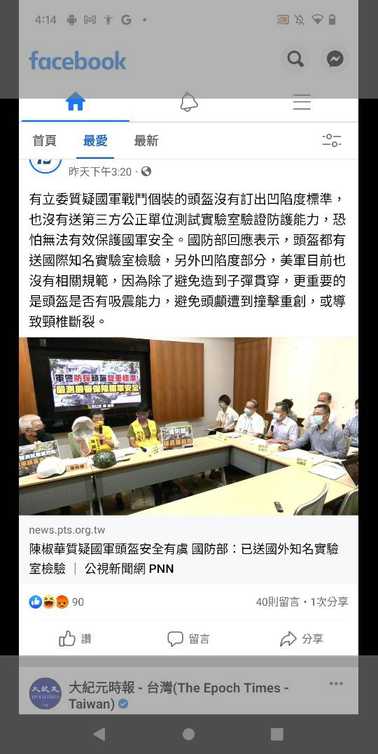 4:14
facebook
首頁
最愛
最新
昨天下午3:20
有立委質疑國軍戰鬥個裝的頭盔沒有訂出凹陷度標準，
也沒有送第三方公正單位測試實驗室驗證防護能力，恐
怕無法有效保護國軍安全。國防部回應表示，頭盔都有
送國際知名實驗室檢驗，另外凹陷度部分，美軍目前也
沒有相關規範，因為除了避免遭到子彈貫穿，更重要的
是頭盔是否有吸震能力，避免頭顱遭到撞擊重創，或導
致頸椎斷裂。
news.pts.org.tw
陳椒華質疑國軍頭盔安全有虞 國防部：已送國外知名實驗
室檢驗 ｜ 公視新聞網 PNN
90
40則留言・1次分享
讚
留言
分享
大紀元時報 - 台灣(The Epoch Times -
Taiwan)